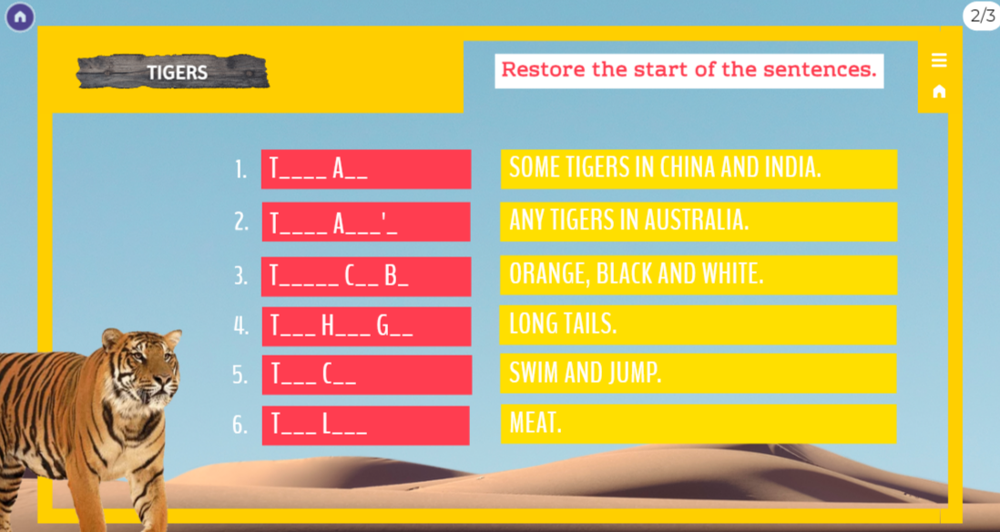 2/3
TIGERS
Restore the start of the sentences.
1. T____ A__ SOME TIGERS IN CHINA AND INDIA.
2. T____ A___'_ ANY TIGERS IN AUSTRALIA.
3. T_____ C__ B_ ORANGE, BLACK AND WHITE.
4. T___ H___ G__ LONG TAILS.
5. T___ C__ SWIM AND JUMP.
6. T___ L___ MEAT.